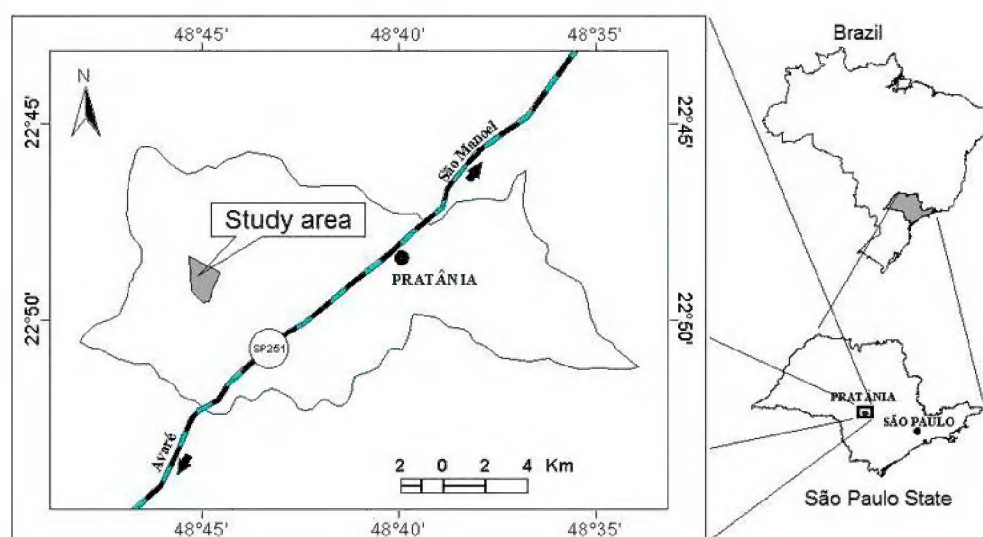 48°45' 48°40' 48°35'
N
22°45'
22°45'
São Manoel
Study area
PRATÂNIA
22°50'
22°50'
SP251
Avaré
2 0 2 4 Km
48°45' 48°40' 48°35'
Brazil
PRATÂNIA
SÃO PAULO
São Paulo State